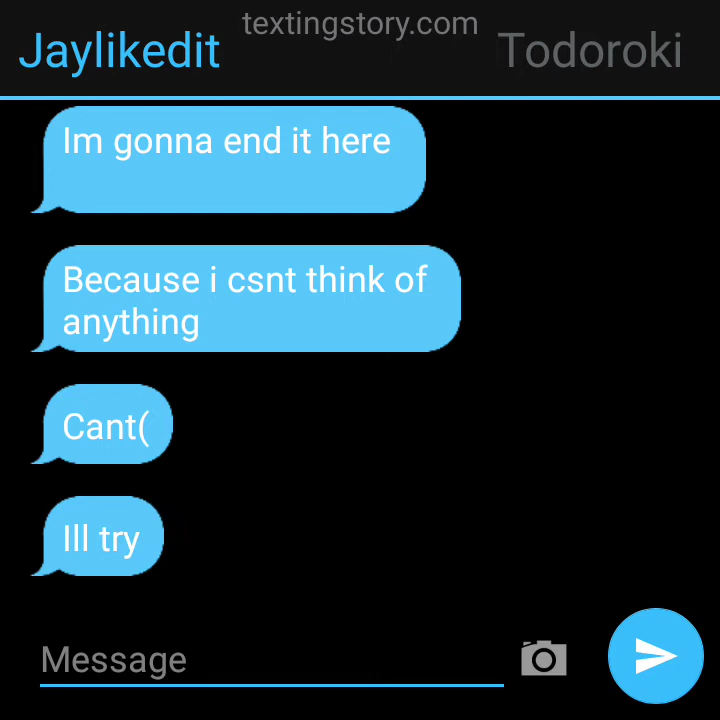 textingstory.com
Jaylikedit
Todoroki
Im gonna end it here
Because i csnt think of
anything
Cant(
Ill try
Message